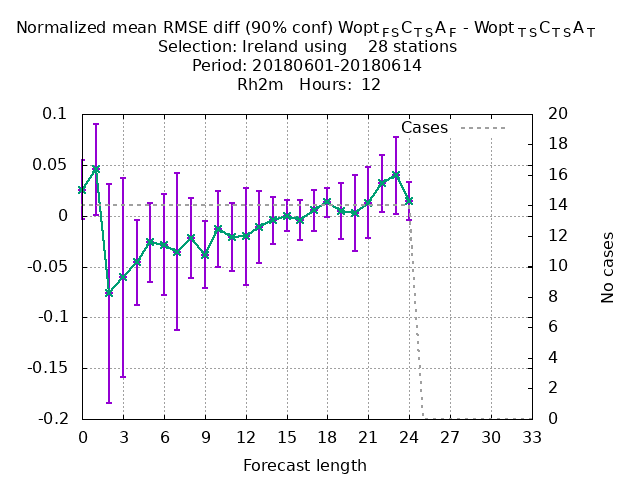 Normalized mean RMSE diff (90% conf) Wopt FS C TS A F - Wopt TS C TS A T
Selection: Ireland using 28 stations
Period: 20180601-20180614
Rh2m Hours: 12
0.1
0.05
0
-0.05
-0.1
-0.15
-0.2
Cases
20
18
16
14
12
10
8
6
4
2
0
No cases
0 3 6 9 12 15 18 21 24 27 30 33
Forecast length